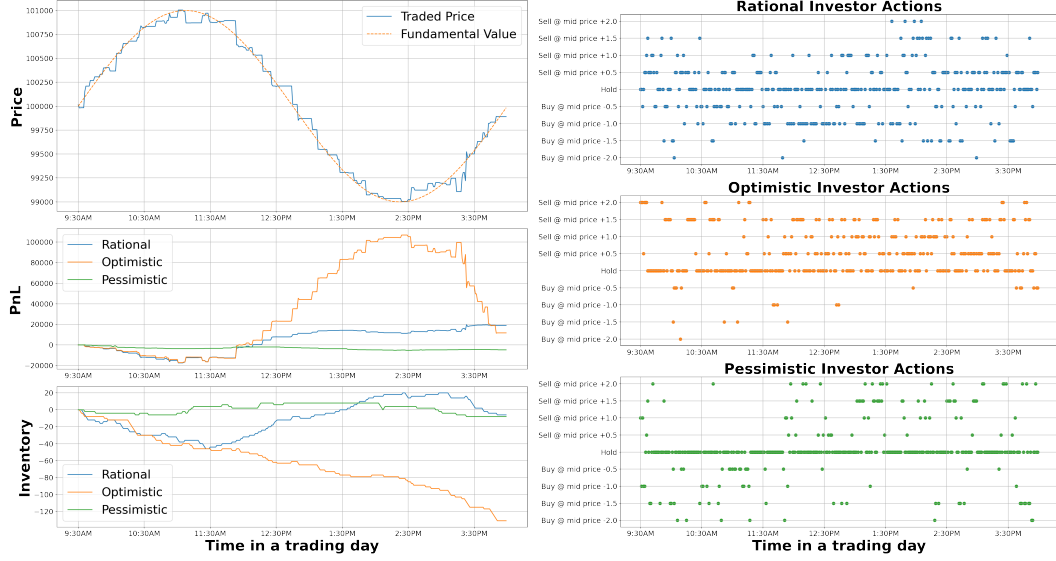 Price
101000
100750
100500
100250
100000
99750
99500
99250
99000
Traded Price
Fundamental Value
9:30AM 10:30AM 11:30AM 12:30PM 1:30PM 2:30PM 3:30PM
PnL
100000
80000
60000
40000
20000
0
−20000
Rational
Optimistic
Pessimistic
9:30AM 10:30AM 11:30AM 12:30PM 1:30PM 2:30PM 3:30PM
Inventory
20
0
−20
−40
−60
−80
−100
−120
Rational
Optimistic
Pessimistic
9:30AM 10:30AM 11:30AM 12:30PM 1:30PM 2:30PM 3:30PM
Time in a trading day
Rational Investor Actions
Sell @ mid price +2.0
Sell @ mid price +1.5
Sell @ mid price +1.0
Sell @ mid price +0.5
Hold
Buy @ mid price -0.5
Buy @ mid price -1.0
Buy @ mid price -1.5
Buy @ mid price -2.0
9:30AM 10:30AM 11:30AM 12:30PM 1:30PM 2:30PM 3:30PM
Optimistic Investor Actions
Sell @ mid price +2.0
Sell @ mid price +1.5
Sell @ mid price +1.0
Sell @ mid price +0.5
Hold
Buy @ mid price -0.5
Buy @ mid price -1.0
Buy @ mid price -1.5
Buy @ mid price -2.0
9:30AM 10:30AM 11:30AM 12:30PM 1:30PM 2:30PM 3:30PM
Pessimistic Investor Actions
Sell @ mid price +2.0
Sell @ mid price +1.5
Sell @ mid price +1.0
Sell @ mid price +0.5
Hold
Buy @ mid price -0.5
Buy @ mid price -1.0
Buy @ mid price -1.5
Buy @ mid price -2.0
9:30AM 10:30AM 11:30AM 12:30PM 1:30PM 2:30PM 3:30PM
Time in a trading day